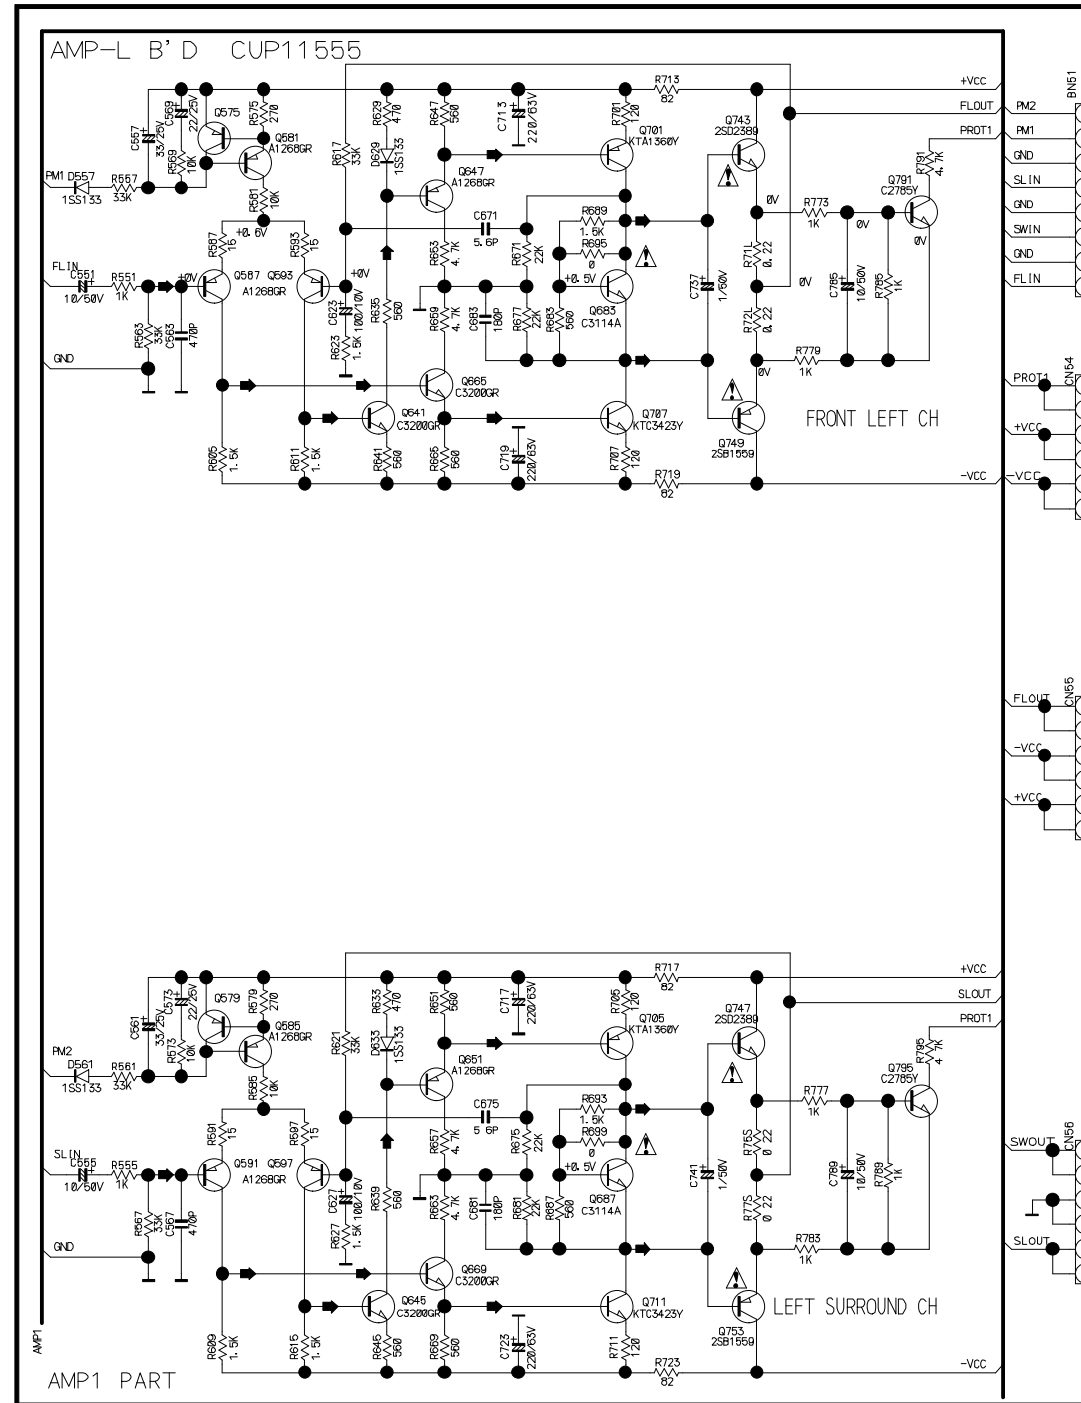 AMP-L B'D CUP11555
R713
82
+VCC
FLOUT
PROT1
BN51
PM2
PM1
GND
SLIN
GND
SWIN
GND
FLIN
C557
33/25V
C569
22/25V
Q575
R575
270
Q581
A1268GR
R569
10K
R581
10K
PM1
D557
1SS133
R557
33K
R617
33K
R629
470
D629
1SS133
R647
560
Q647
A1268GR
C713
220/63V
R701
120
Q701
KTA1360Y
Q743
2SD2389
Q791
C2785Y
R791
4.7K
+0.6V
R587
15
R593
15
C671
5.6P
R689
1.5K
R695
0
0V
R773
1K
0V
0V
FLIN
C551
10/50V
R551
1K
+0V
Q587
Q593
A1268GR
+0V
C623
100/10V
R635
560
R653
4.7K
R659
4.7K
C683
180P
R671
22K
R677
22K
R683
560
+0.5V
Q683
C3114A
C737
1/50V
R71L
0.22
R72L
0.22
0V
C785
10/50V
R785
1K
R563
33K
C563
470P
R623
1.5K
GND
R779
1K
0V
Q665
C3200GR
Q641
C3200GR
Q707
KTC3423Y
Q749
2SB1559
FRONT LEFT CH
R605
1.5K
R611
1.5K
R641
560
R665
560
C719
220/63V
R707
120
R719
82
-VCC
CN54
PROT1
+VCC
-VCC
CN55
FLOUT
-VCC
+VCC
R717
82
+VCC
SLOUT
PROT1
C561
33/25V
C573
22/25V
Q579
R579
270
Q585
A1268GR
R573
10K
R585
10K
PM2
D561
1SS133
R561
33K
R621
33K
R633
470
D633
1SS133
R651
560
Q651
A1268GR
C717
220/63V
R705
120
Q705
KTA1360Y
Q747
2SD2389
Q795
C2785Y
R795
4 7K
R591
15
R597
15
C675
5 6P
R693
1.5K
R699
0
R777
1K
SLIN
C555
10/50V
R555
1K
Q591
Q597
A1268GR
C627
100/10V
R639
560
R657
4.7K
R663
4.7K
C681
180P
R675
22K
R681
22K
R687
560
+0.5V
Q687
C3114A
C741
1/50V
R76S
0 22
R77S
0 22
C789
10/50V
R789
1K
R567
33K
C567
470P
R627
1.5K
GND
R783
1K
Q669
C3200GR
Q645
C3200GR
Q711
KTC3423Y
Q753
2SB1559
LEFT SURROUND CH
R609
1.5K
R615
1.5K
R645
560
R669
560
C723
220/63V
R711
120
R723
82
-VCC
CN56
SWOUT
SLOUT
AMP1
AMP1 PART